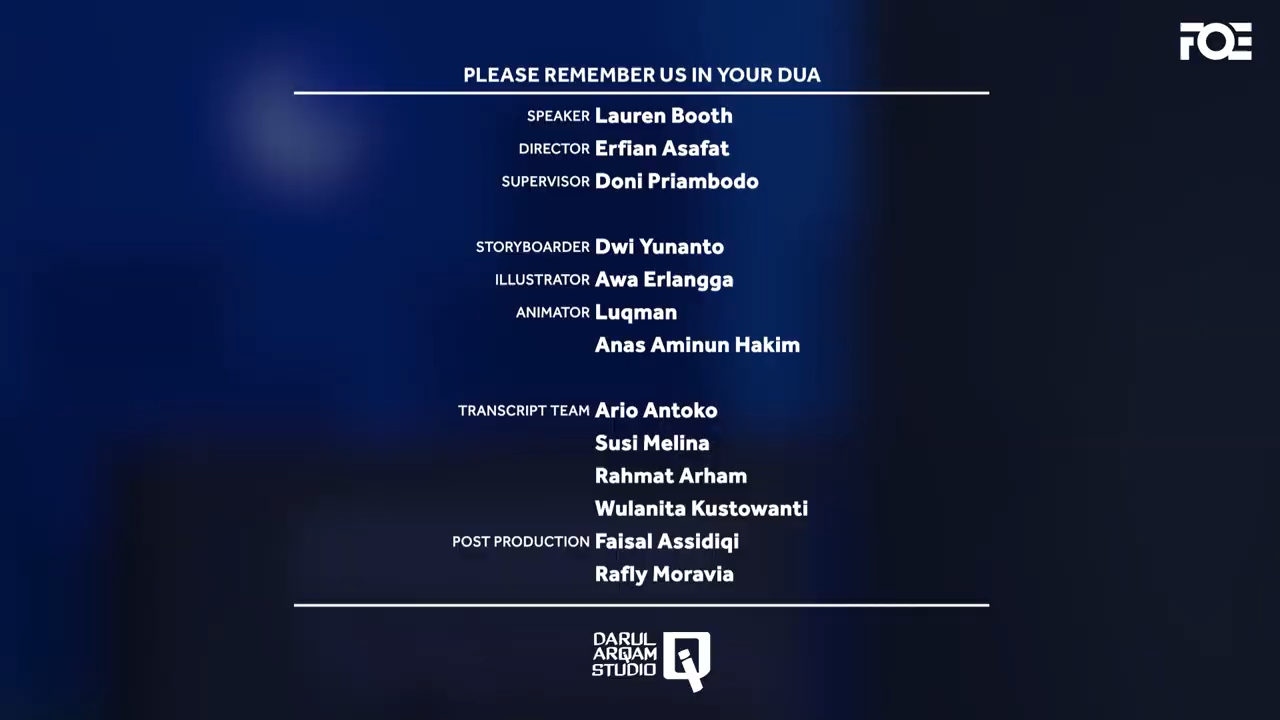 FOE
PLEASE REMEMBER US IN YOUR DUA
SPEAKER Lauren Booth
DIRECTOR Erfian Asafat
SUPERVISOR Doni Priambodo
STORYBOARDER Dwi Yunanto
ILLUSTRATOR Awa Erlangga
ANIMATOR Luqman
Anas Aminun Hakim
TRANSCRIPT TEAM Ario Antoko
Susi Melina
Rahmat Arham
Wulanita Kustowanti
POST PRODUCTION Faisal Assidiqi
Rafly Moravia
DARUL
ARQAM
STUDIO